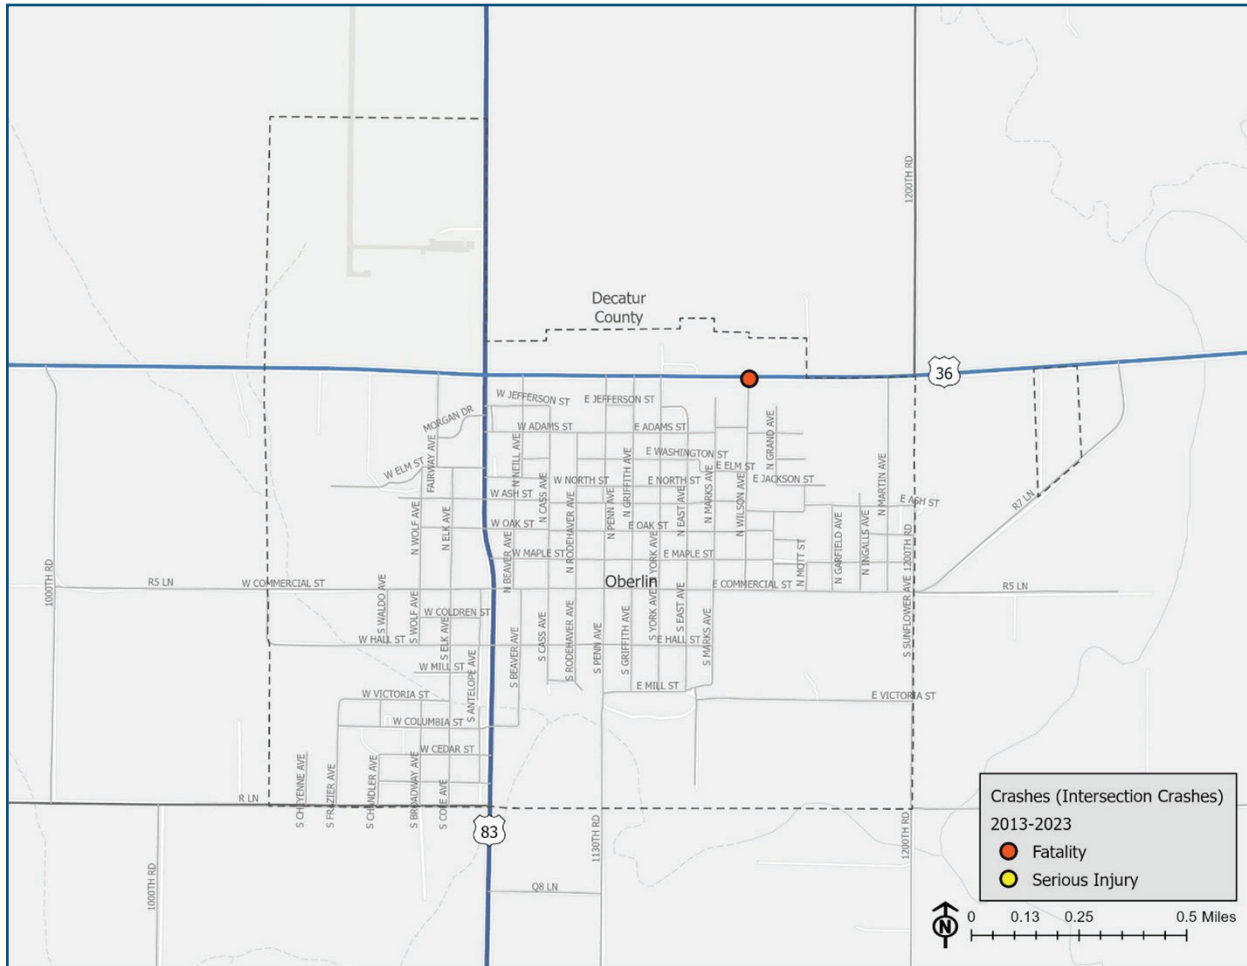 1200TH RD
Decatur
County
36
W JEFFERSON ST
E JEFFERSON ST
MORGAN DR
W ADAMS ST
E ADAMS ST
N GRAND AVE
FAIRWAY AVE
N NEILL AVE
E WASHINGTON ST
W ELM ST
E ELM ST
W NORTH ST
E NORTH ST
E JACKSON ST
N CASS AVE
N GRIFFITH AVE
N MARKS AVE
N MARTIN AVE
W ASH ST
E ASH ST
R7 LN
N WOLF AVE
N ELK AVE
N RODEHAVER AVE
N PENN AVE
N EAST AVE
N WILSON AVE
W OAK ST
E OAK ST
N YORK AVE
W MAPLE ST
E MAPLE ST
N BEAVER AVE
N MOTT ST
N GARFIELD AVE
N INGALLS AVE
1200TH RD
1000TH RD
R5 LN
W COMMERCIAL ST
Oberlin
E COMMERCIAL ST
R5 LN
S WALDO AVE
S WOLF AVE
W COLDREN ST
S YORK AVE
S EAST AVE
S SUNFLOWER AVE
W HALL ST
S ELK AVE
E HALL ST
S CASS AVE
S RODEHAVER AVE
S PENN AVE
S GRIFFITH AVE
S MARKS AVE
W MILL ST
S ANTELOPE AVE
S BEAVER AVE
E MILL ST
W VICTORIA ST
E VICTORIA ST
W COLUMBIA ST
W CEDAR ST
S CHEYENNE AVE
S FRAZIER AVE
S CHANDLER AVE
S BROADWAY AVE
S CORE AVE
R LN
83
1130TH RD
1200TH RD
1000TH RD
Q8 LN
Crashes (Intersection Crashes)
2013-2023
Fatality
Serious Injury
N
0 0.13 0.25 0.5 Miles